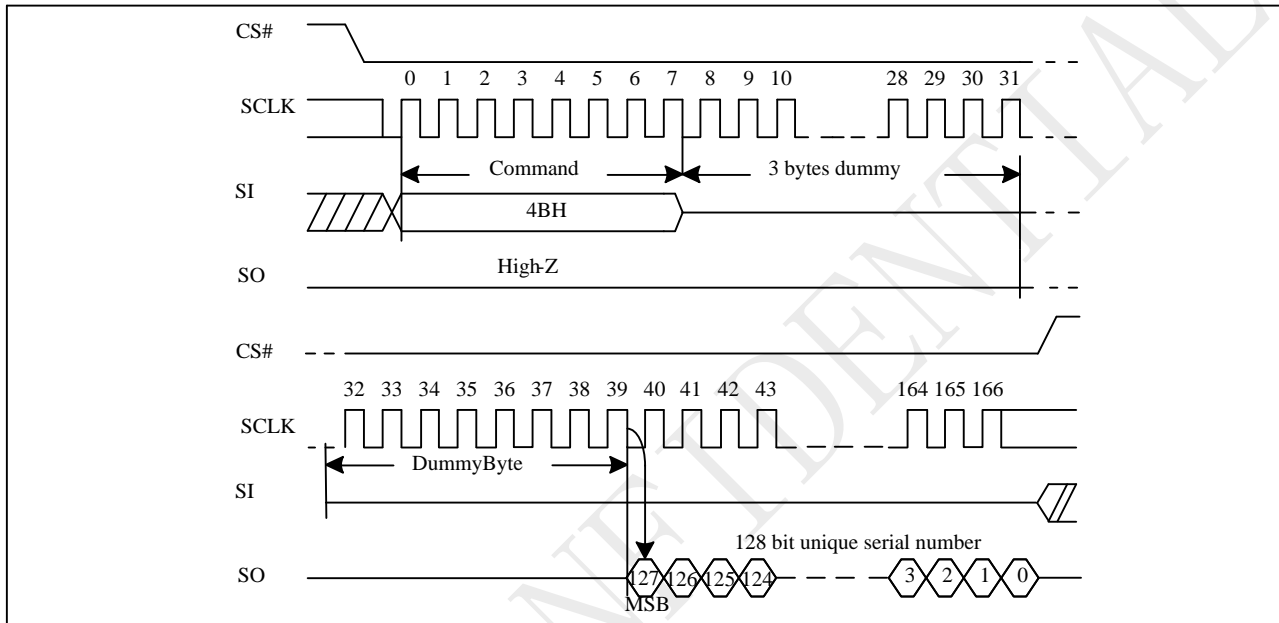 CS#
0 1 2 3 4 5 6 7 8 9 10 28 29 30 31
SCLK
Command 3 bytes dummy
SI
4BH
High-Z
SO
CS#
32 33 34 35 36 37 38 39 40 41 42 43 164 165 166
SCLK
DummyByte
SI
128 bit unique serial number
SO
127 126 125 124 3 2 1 0
MSB